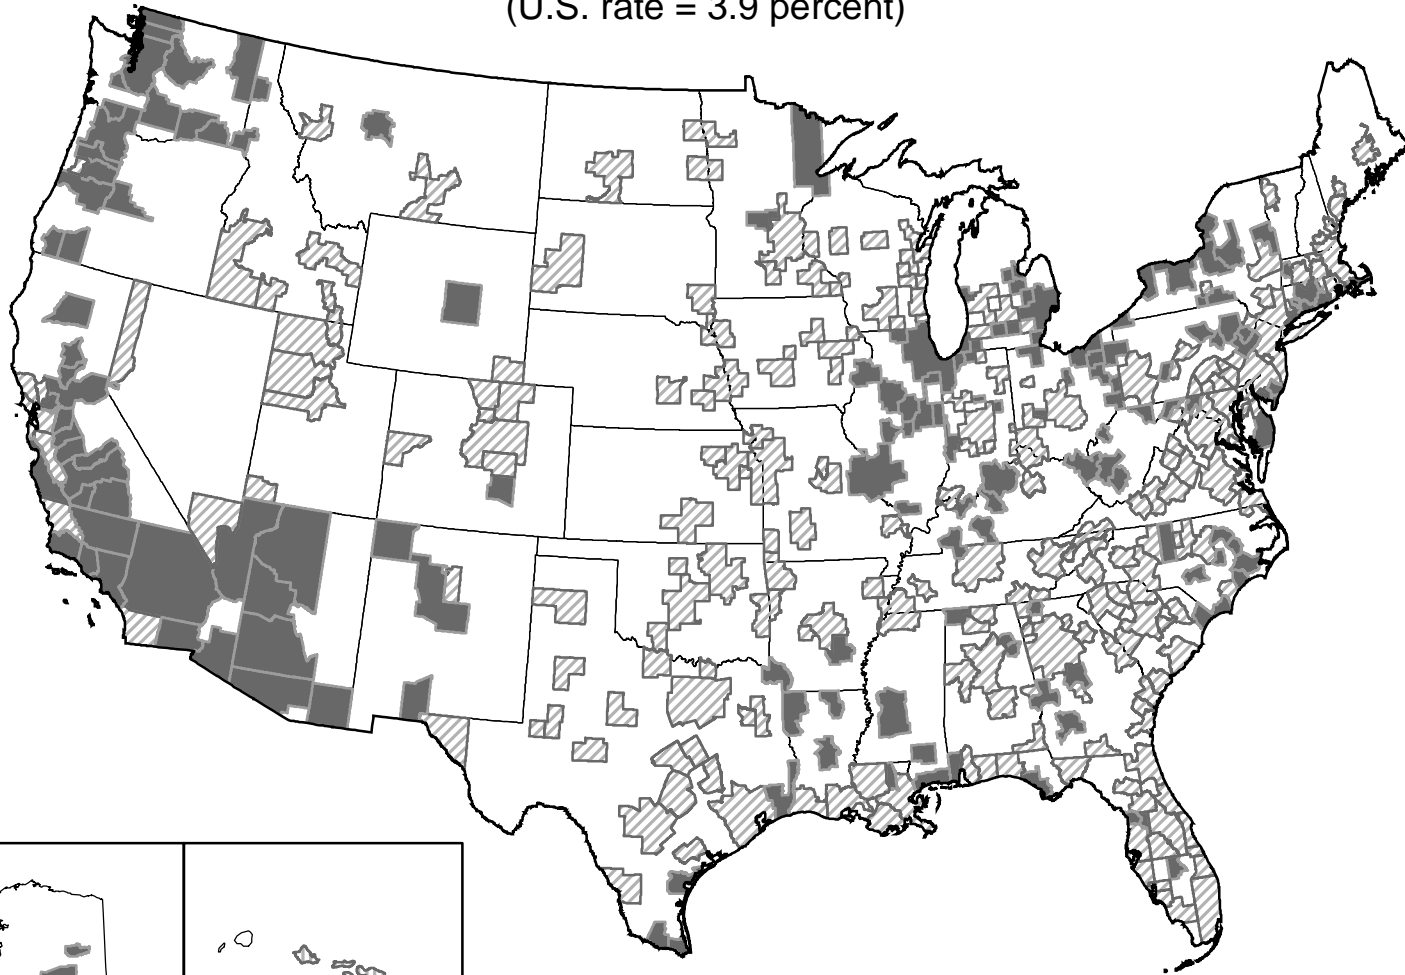 (U.S. rate = 3.9 percent)